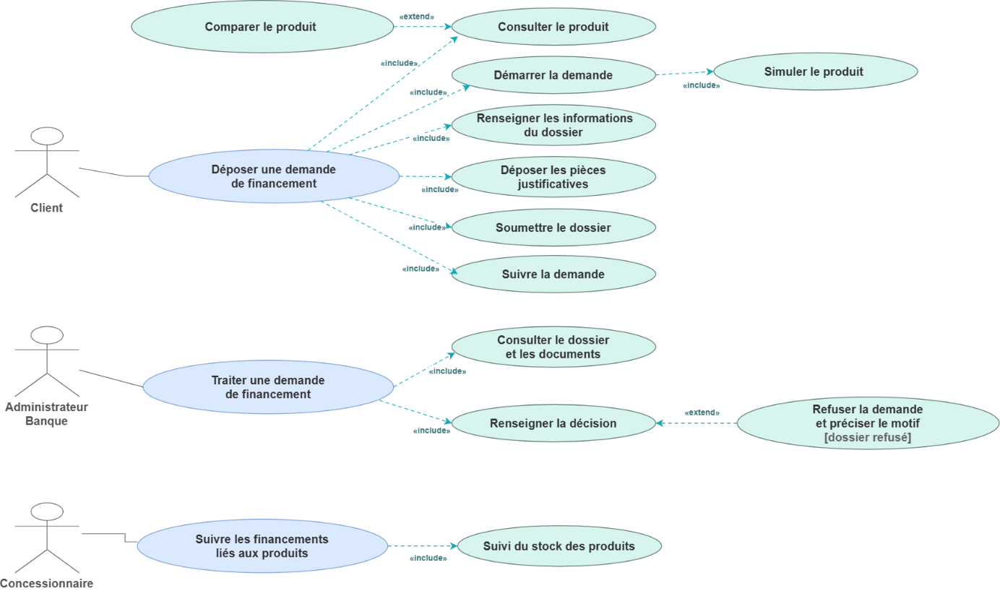 Comparer le produit
«extend»
Consulter le produit
«include»
Démarrer la demande
Simuler le produit
«include»
«include»
Renseigner les informations
du dossier
«include»
Client
Déposer une demande
de financement
Déposer les pièces
justificatives
«include»
Soumettre le dossier
«include»
Suivre la demande
«include»
Administrateur
Banque
Traiter une demande
de financement
Consulter le dossier
et les documents
«include»
Renseigner la décision
«include»
«extend»
Refuser la demande
et préciser le motif
[dossier refusé]
Concessionnaire
Suivre les financements
liés aux produits
«include»
Suivi du stock des produits